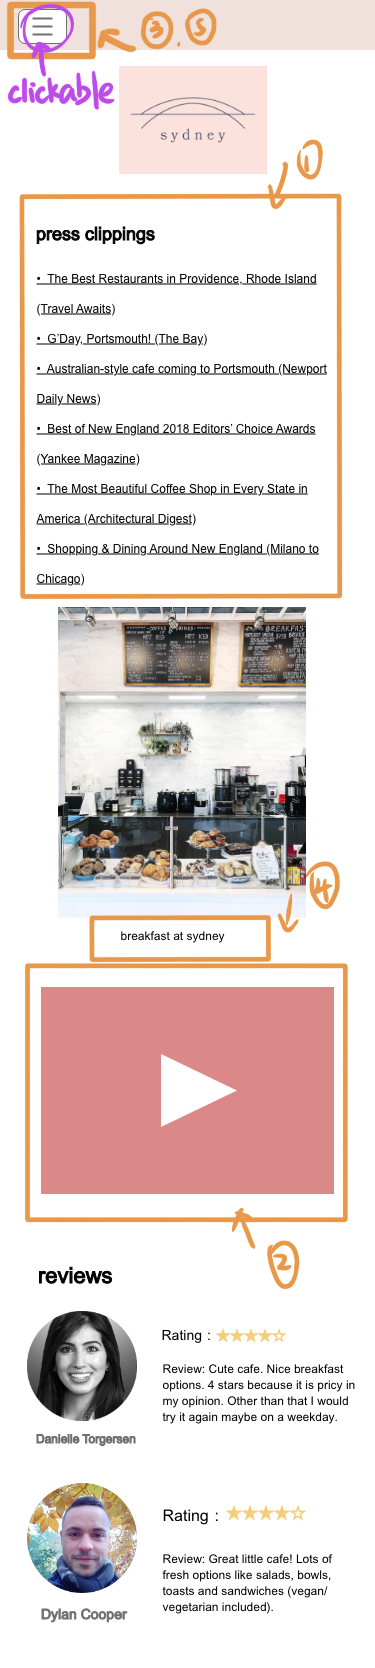 3, 5
clickable
sydney
1
press clippings
• The Best Restaurants in Providence, Rhode Island
(Travel Awaits)
• G'Day, Portsmouth! (The Bay)
• Australian-style cafe coming to Portsmouth (Newport
Daily News)
• Best of New England 2018 Editors' Choice Awards
(Yankee Magazine)
• The Most Beautiful Coffee Shop in Every State in
America (Architectural Digest)
• Shopping & Dining Around New England (Milano to
Chicago)
BREAKFAST
HOT ICED HOT ICED
4
breakfast at sydney
2
reviews
Rating :
Review: Cute cafe. Nice breakfast
options. 4 stars because it is pricy in
my opinion. Other than that I would
try it again maybe on a weekday.
Danielle Torgersen
Rating :
Review: Great little cafe! Lots of
fresh options like salads, bowls,
toasts and sandwiches (vegan/
vegetarian included).
Dylan Cooper